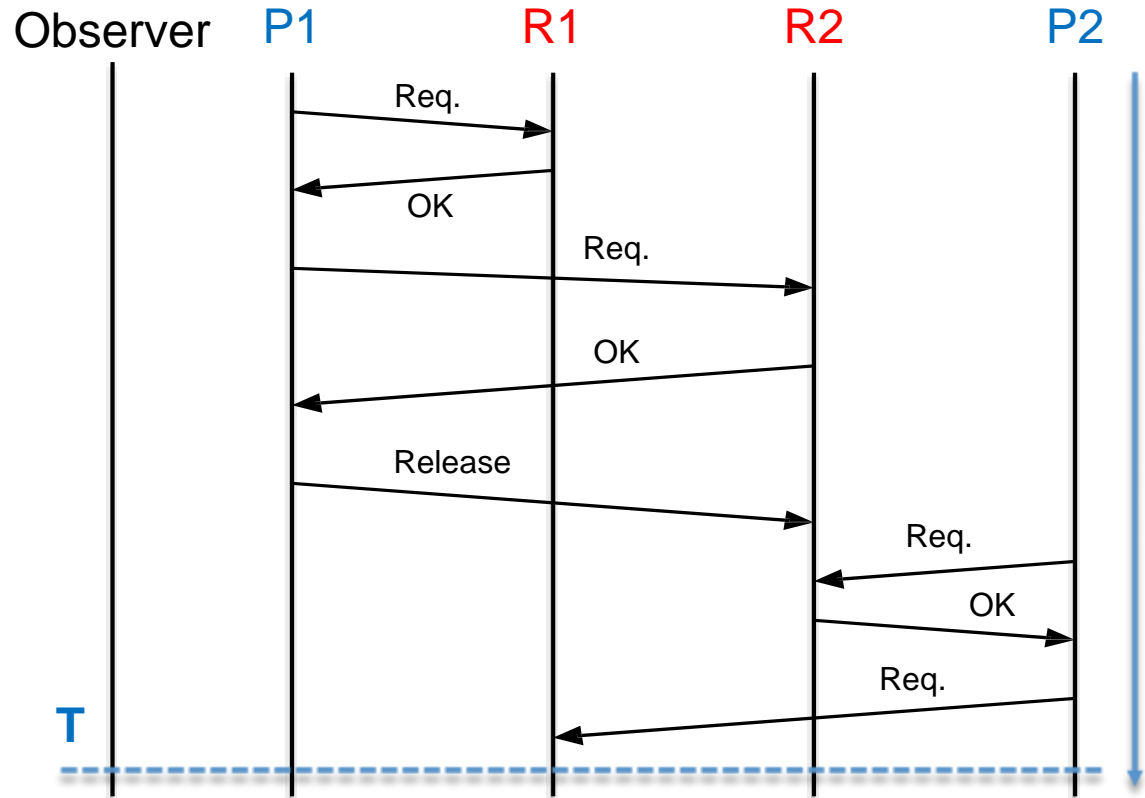 Observer P1 R1 R2 P2
Req.
OK
Req.
OK
Release
Req.
OK
Req.
T